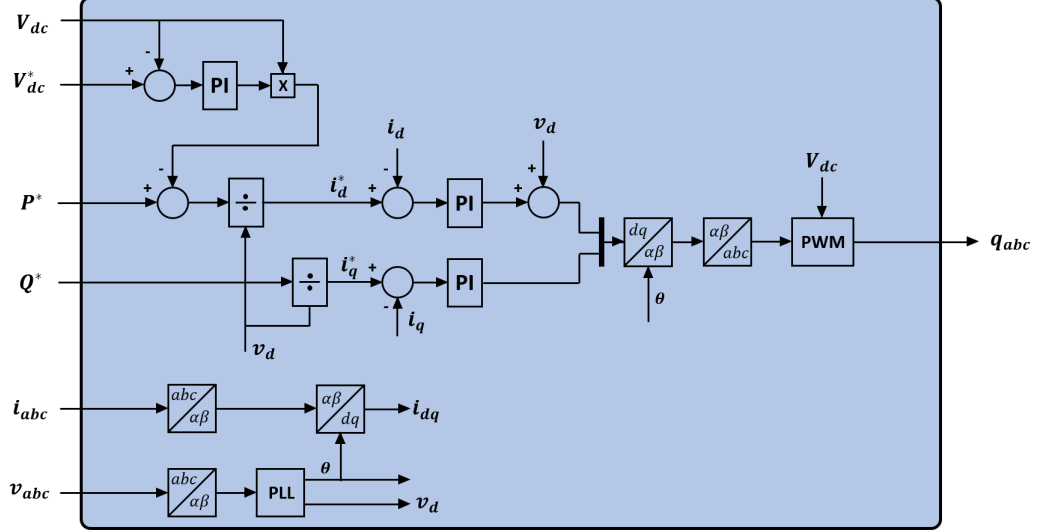 V_dc
-
V*_dc
+
PI
X
i_d
v_d
-
+
V_dc
P*
+
-
÷
i*_d
+
PI
+
dq
αβ
αβ
abc
PWM
q_abc
Q*
÷
i*_q
+
PI
-
i_q
θ
v_d
i_abc
abc
αβ
αβ
dq
i_dq
θ
v_abc
abc
αβ
PLL
v_d